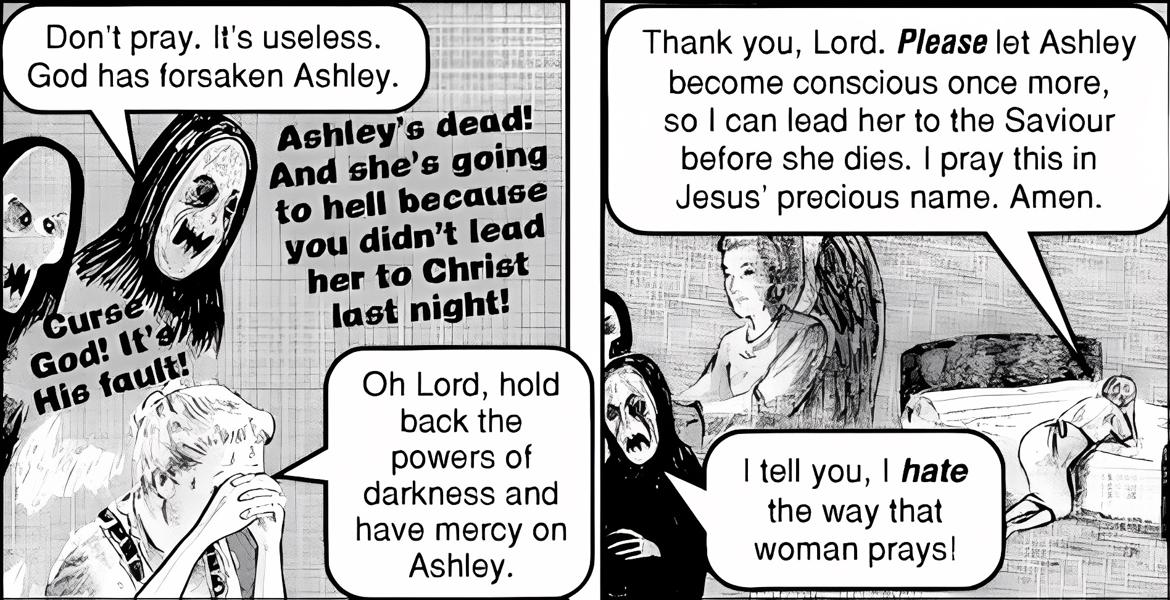 Don't pray. It's useless.
God has forsaken Ashley.
Ashley's dead!
And she's going
to hell because
you didn't lead
her to Christ
last night!
Curse
God! It's
His fault!
Oh Lord, hold
back the
powers of
darkness and
have mercy on
Ashley.
Thank you, Lord. Please let Ashley
become conscious once more,
so I can lead her to the Saviour
before she dies. I pray this in
Jesus' precious name. Amen.
I tell you, I hate
the way that
woman prays!